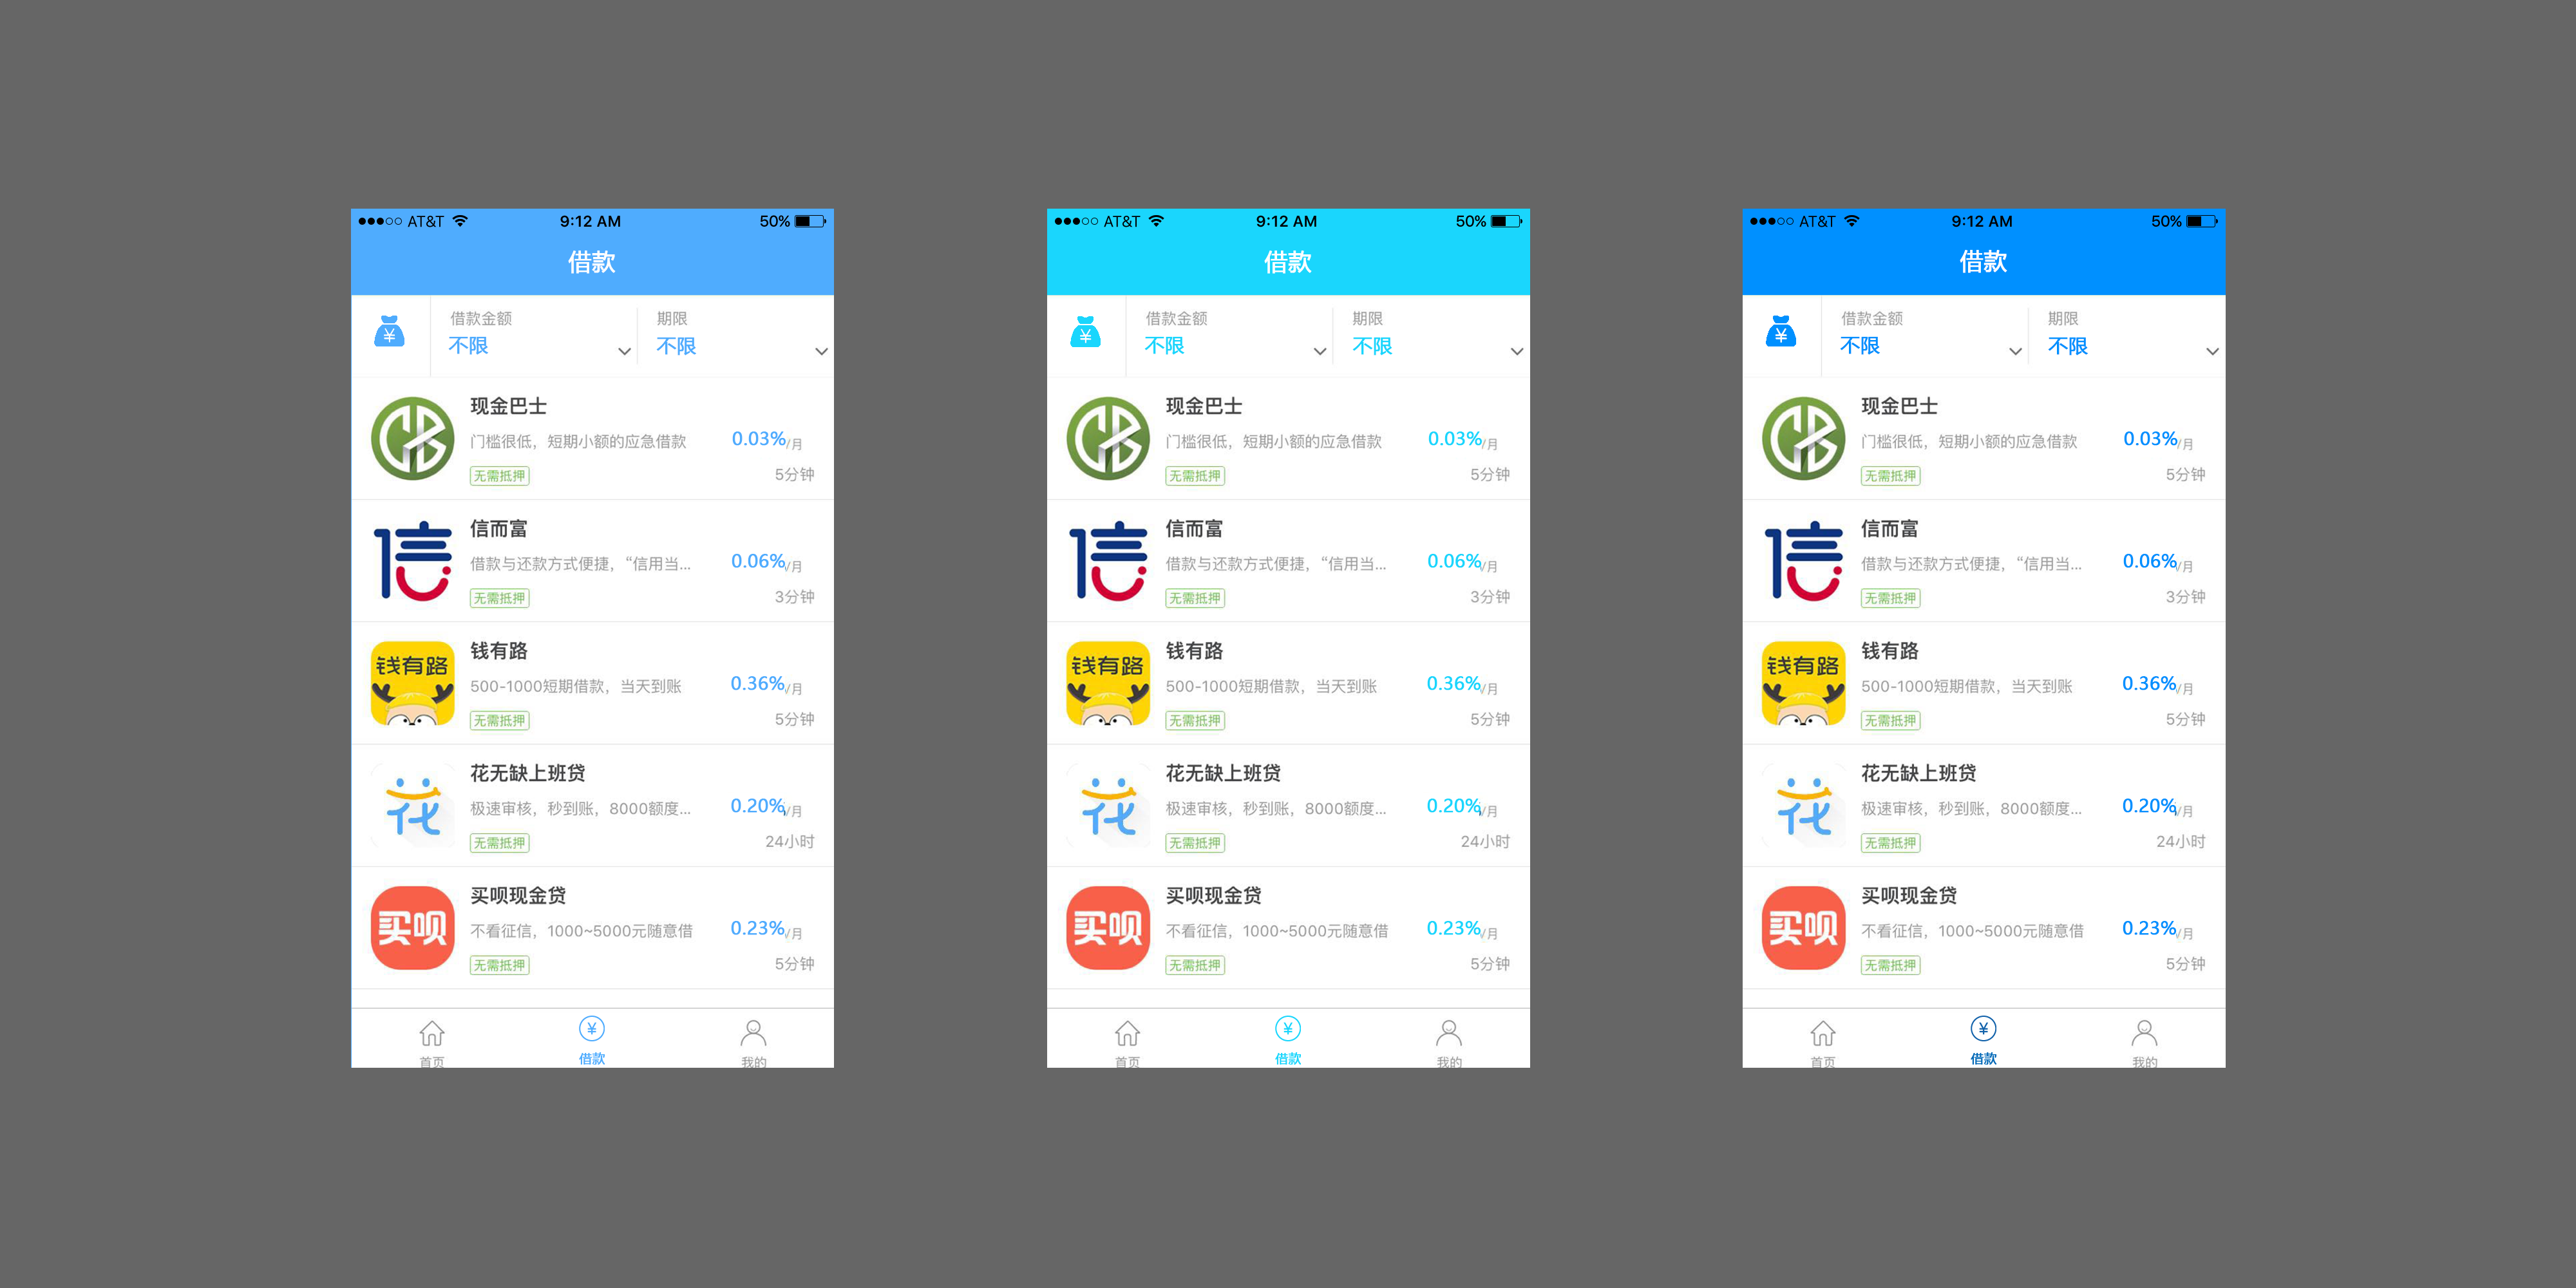 AT&T 9:12 AM 50%
借款
¥
借款金额
不限
期限
不限
现金巴士
门槛很低，短期小额的应急借款
0.03%/月
无需抵押
5分钟
信
信而富
借款与还款方式便捷，“信用当...
0.06%/月
无需抵押
3分钟
钱有路
钱有路
500-1000短期借款，当天到账
0.36%/月
无需抵押
5分钟
花
花无缺上班贷
极速审核，秒到账，8000额度...
0.20%/月
无需抵押
24小时
买呗
买呗现金贷
不看征信，1000~5000元随意借
0.23%/月
无需抵押
5分钟
¥
首页
借款
我的
AT&T 9:12 AM 50%
借款
¥
借款金额
不限
期限
不限
现金巴士
门槛很低，短期小额的应急借款
0.03%/月
无需抵押
5分钟
信
信而富
借款与还款方式便捷，“信用当...
0.06%/月
无需抵押
3分钟
钱有路
钱有路
500-1000短期借款，当天到账
0.36%/月
无需抵押
5分钟
花
花无缺上班贷
极速审核，秒到账，8000额度...
0.20%/月
无需抵押
24小时
买呗
买呗现金贷
不看征信，1000~5000元随意借
0.23%/月
无需抵押
5分钟
¥
首页
借款
我的
AT&T 9:12 AM 50%
借款
¥
借款金额
不限
期限
不限
现金巴士
门槛很低，短期小额的应急借款
0.03%/月
无需抵押
5分钟
信
信而富
借款与还款方式便捷，“信用当...
0.06%/月
无需抵押
3分钟
钱有路
钱有路
500-1000短期借款，当天到账
0.36%/月
无需抵押
5分钟
花
花无缺上班贷
极速审核，秒到账，8000额度...
0.20%/月
无需抵押
24小时
买呗
买呗现金贷
不看征信，1000~5000元随意借
0.23%/月
无需抵押
5分钟
¥
首页
借款
我的